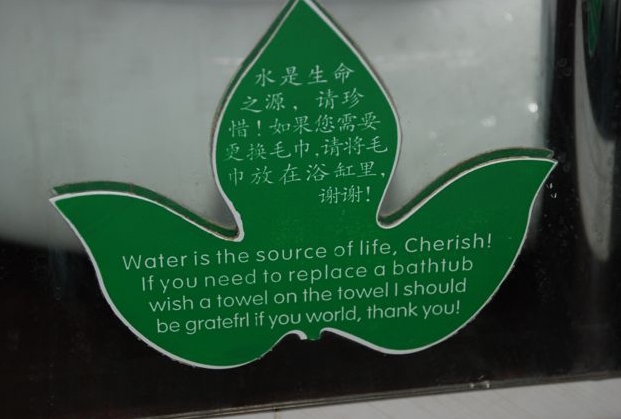 水是生命
之源，请珍
惜！如果您需要
更换毛巾,请将毛
巾放在浴缸里,
谢谢!
Water is the source of life, Cherish!
If you need to replace a bathtub
wish a towel on the towel I should
be gratefrl if you world, thank you!